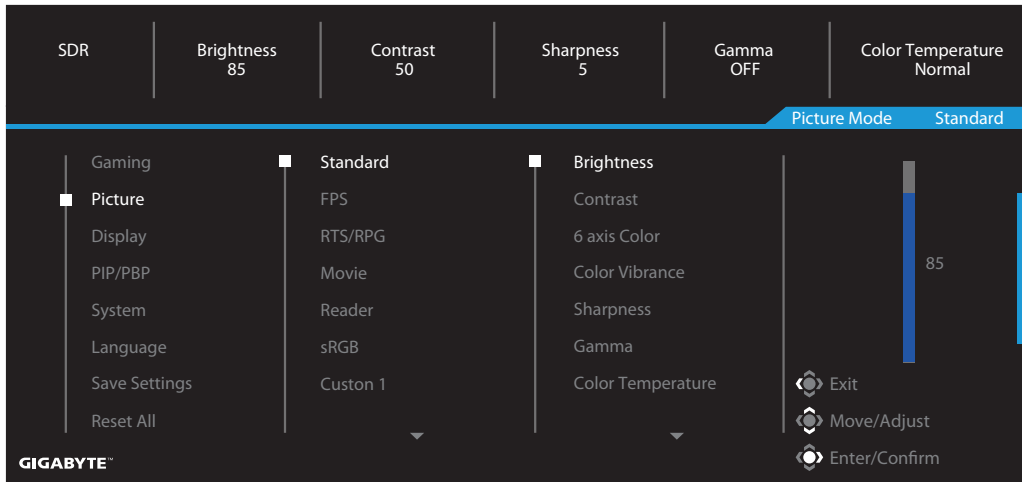 SDR
Brightness
85
Contrast
50
Sharpness
5
Gamma
OFF
Color Temperature
Normal
Picture Mode Standard
Gaming
Picture
Display
PIP/PBP
System
Language
Save Settings
Reset All
Standard
FPS
RTS/RPG
Movie
Reader
sRGB
Custon 1
Brightness
Contrast
6 axis Color
Color Vibrance
Sharpness
Gamma
Color Temperature
85
Exit
Move/Adjust
Enter/Confirm
GIGABYTE™